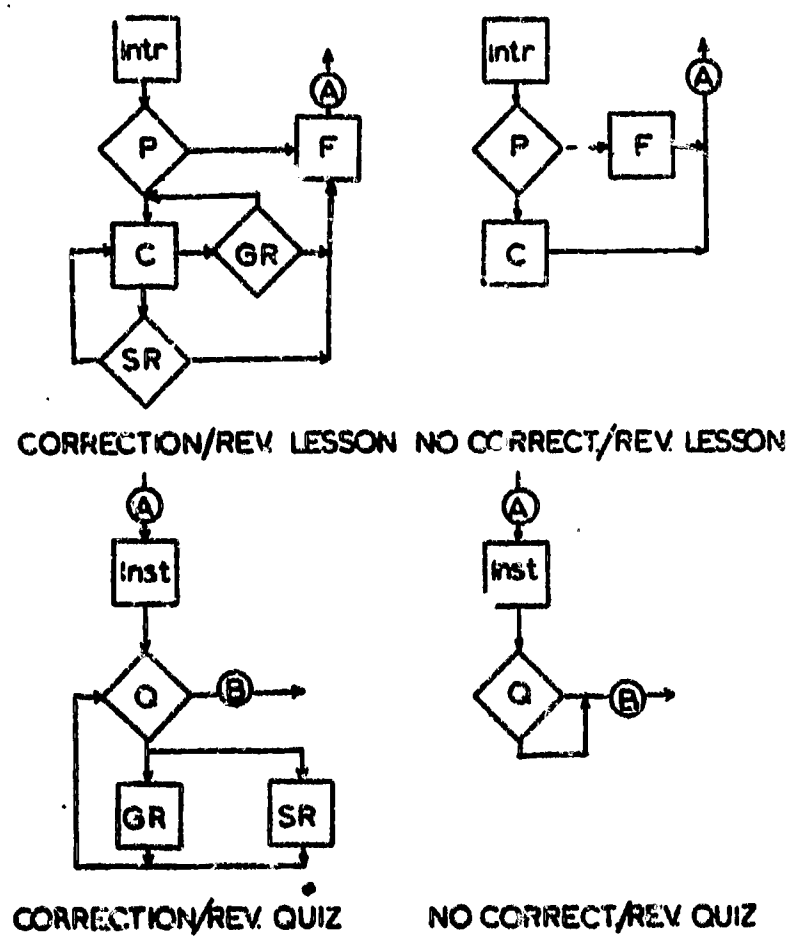 Intr
A
P
F
C
GR
SR
CORRECTION/REV. LESSON
Intr
A
P
F
C
NO CORRECT./REV. LESSON
A
Inst
Q
B
GR
SR
CORRECTION/REV. QUIZ
A
Inst
Q
B
NO CORRECT/REV. QUIZ